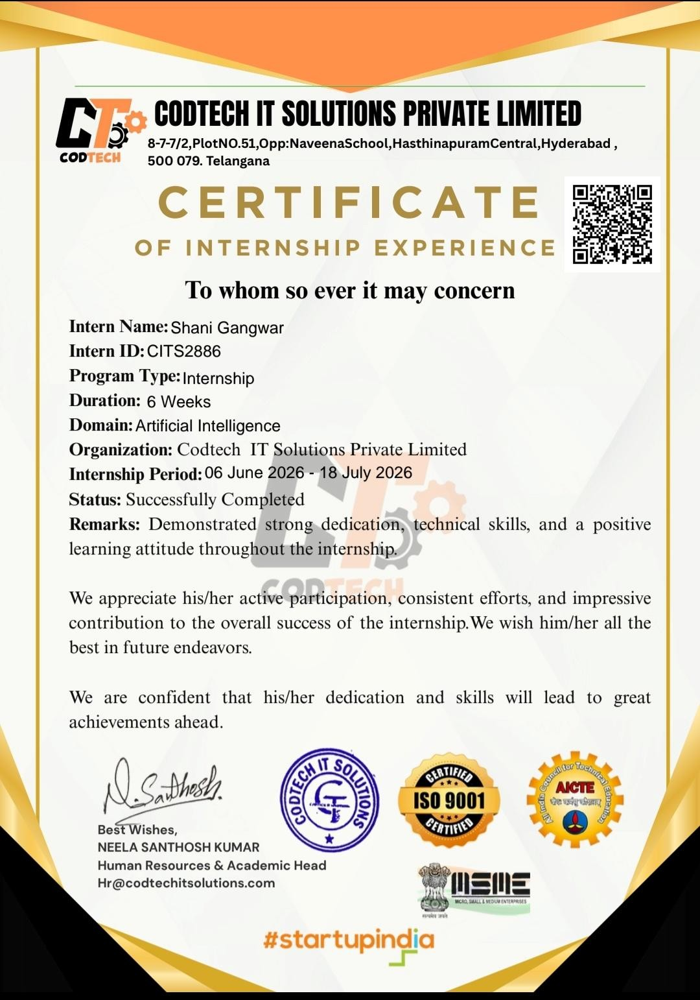 CT
CODTECH
CODTECH IT SOLUTIONS PRIVATE LIMITED
8-7-7/2,PlotNO.51,Opp:NaveenaSchool,HasthinapuramCentral,Hyderabad ,
500 079. Telangana
CERTIFICATE
OF INTERNSHIP EXPERIENCE
To whom so ever it may concern
Intern Name: Shani Gangwar
Intern ID: CITS2886
Program Type: Internship
Duration: 6 Weeks
Domain: Artificial Intelligence
Organization: Codtech IT Solutions Private Limited
Internship Period: 06 June 2026 - 18 July 2026
Status: Successfully Completed
Remarks: Demonstrated strong dedication, technical skills, and a positive
learning attitude throughout the internship.
CT
CODTECH
We appreciate his/her active participation, consistent efforts, and impressive
contribution to the overall success of the internship.We wish him/her all the
best in future endeavors.
We are confident that his/her dedication and skills will lead to great
achievements ahead.
N.Santhosh.
Best Wishes,
NEELA SANTHOSH KUMAR
Human Resources & Academic Head
Hr@codtechitsolutions.com
CODTECH IT SOLUTIONS
CERTIFIED
ISO 9001
CERTIFIED
All India Council for Technical Education
AICTE
MSME
MICRO, SMALL & MEDIUM ENTERPRISES
सत्यमेव जयते
#startupindia